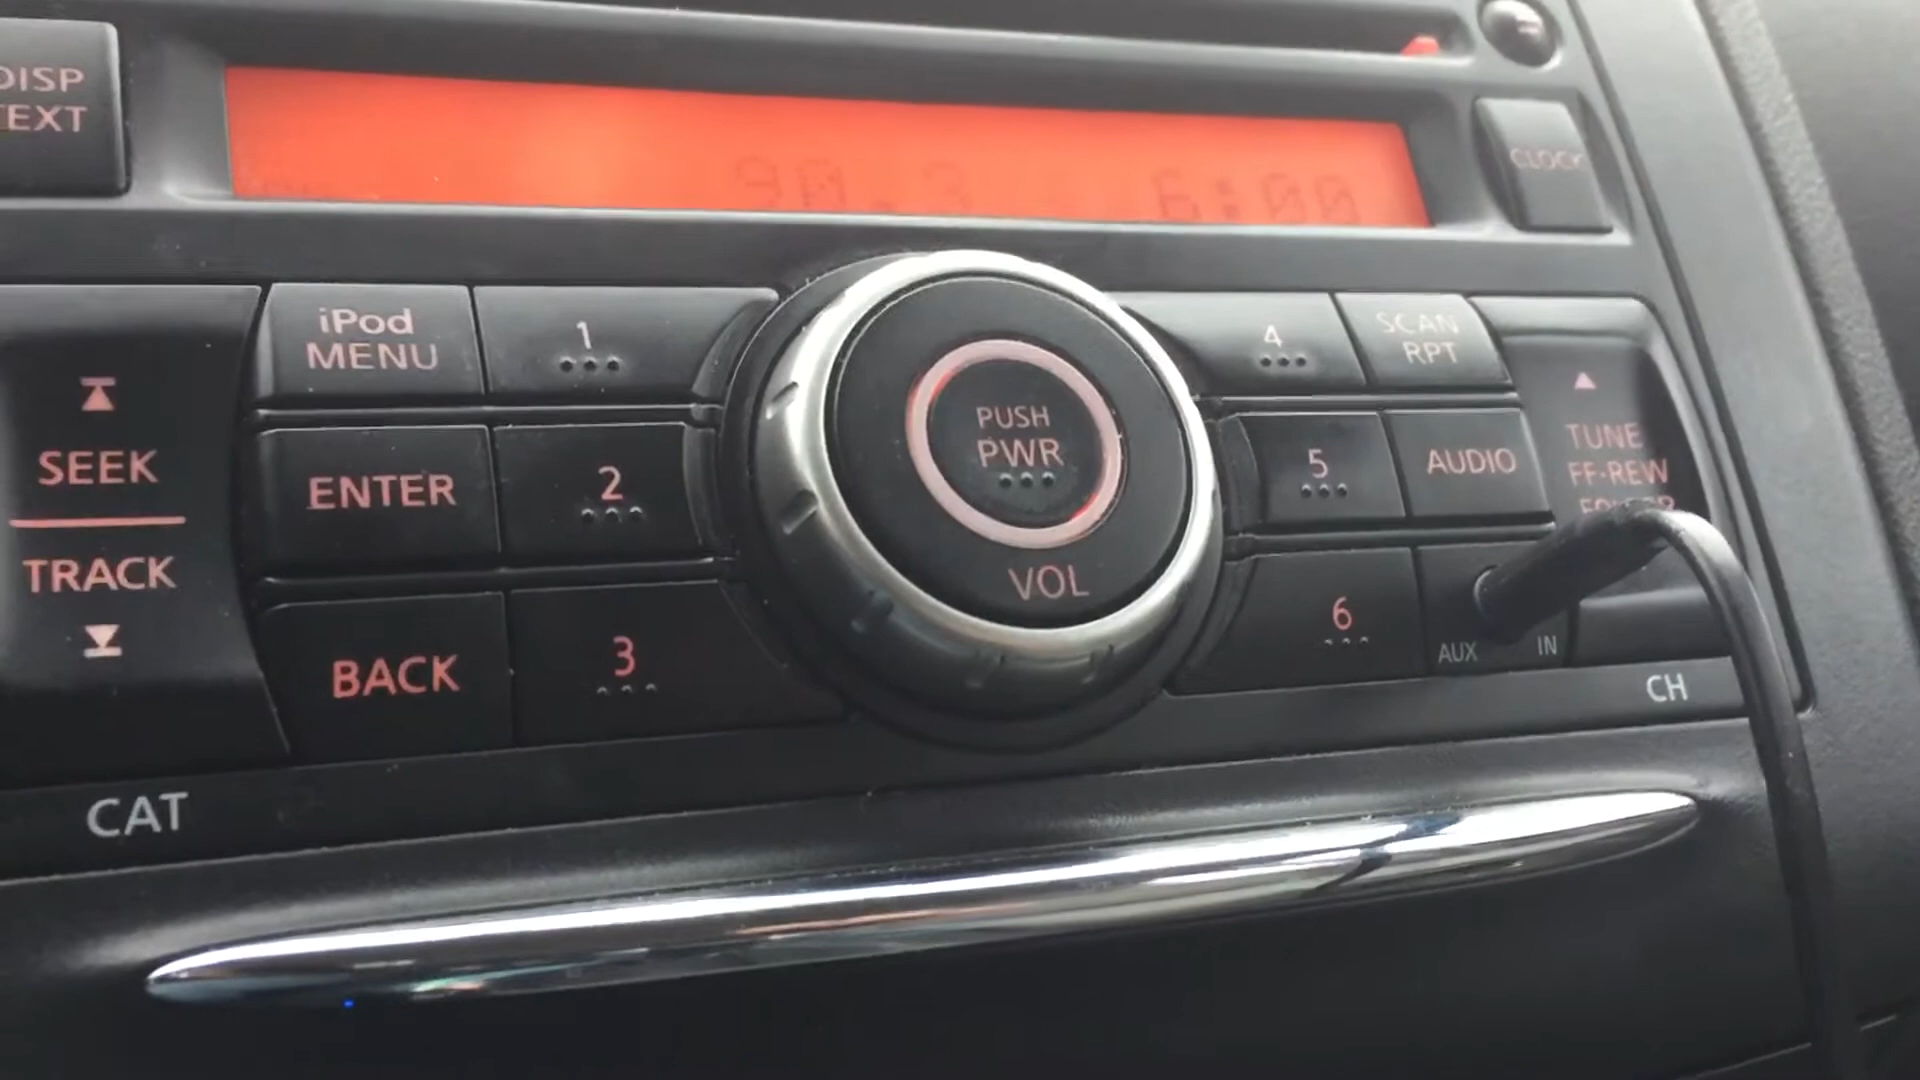 DISP
TEXT
90.3
6:00
CLOCK
iPod
MENU
1
4
SCAN
RPT
SEEK
TRACK
ENTER
2
PUSH
PWR
VOL
5
AUDIO
TUNE
FF·REW
FOLDER
BACK
3
6
AUX IN
CH
CAT